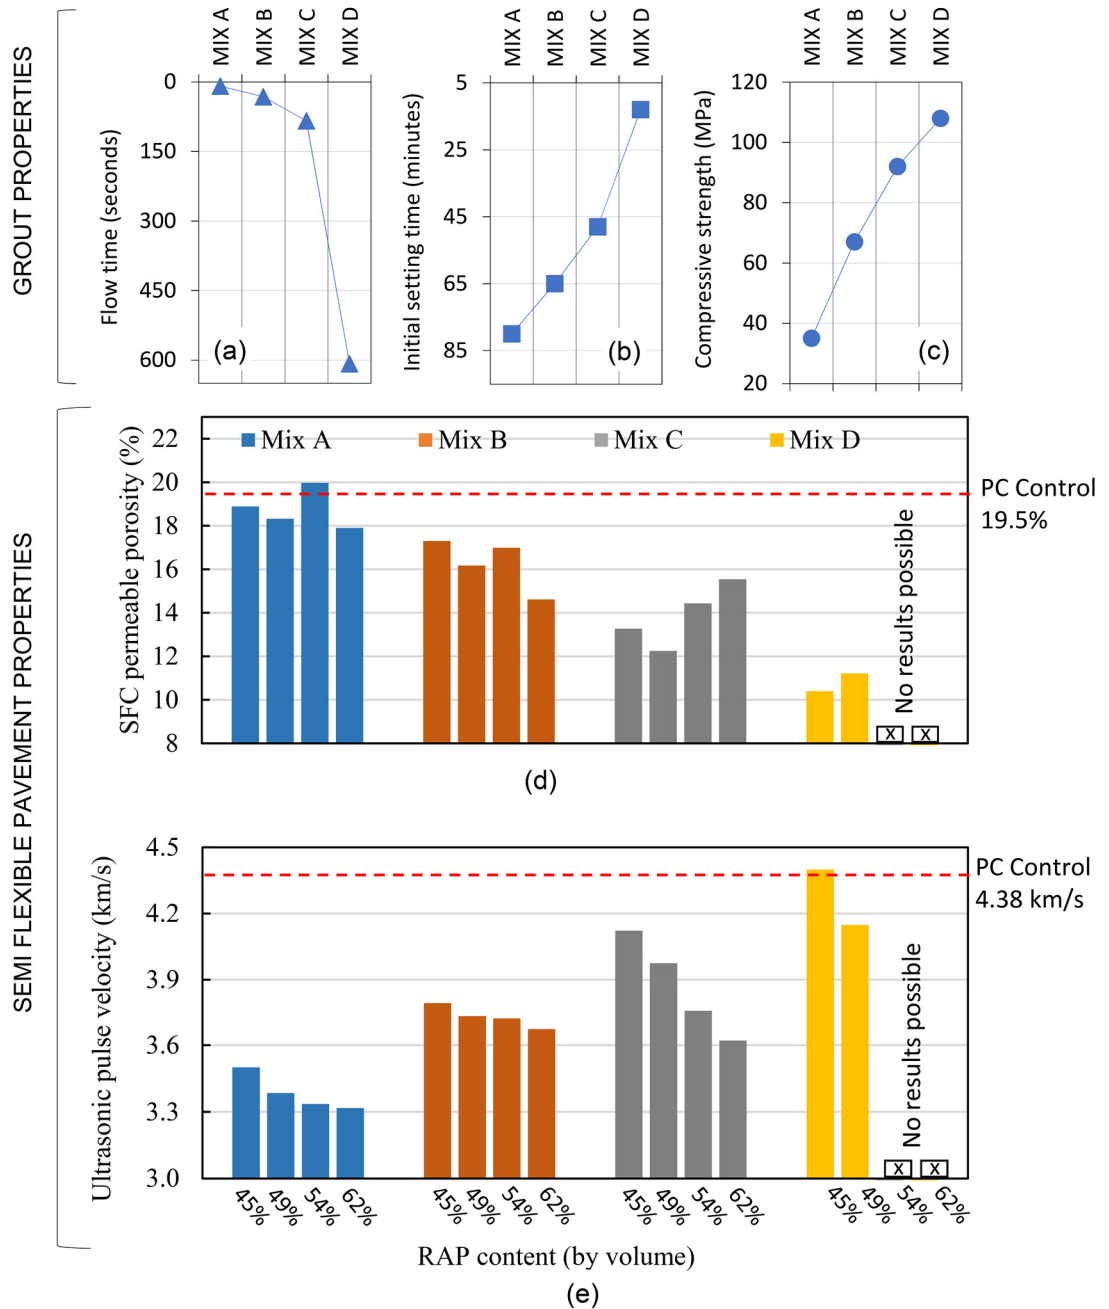 GROUT PROPERTIES
MIX A
MIX B
MIX C
MIX D
Flow time (seconds)
0
150
300
450
600
(a)
MIX A
MIX B
MIX C
MIX D
Initial setting time (minutes)
5
25
45
65
85
(b)
MIX A
MIX B
MIX C
MIX D
Compressive strength (MPa)
120
100
80
60
40
20
(c)
SEMI FLEXIBLE PAVEMENT PROPERTIES
SFC permeable porosity (%)
22
20
18
16
14
12
10
8
Mix A
Mix B
Mix C
Mix D
PC Control
19.5%
No results possible
X
X
(d)
Ultrasonic pulse velocity (km/s)
4.5
4.2
3.9
3.6
3.3
3.0
PC Control
4.38 km/s
No results possible
X
X
45%
49%
54%
62%
45%
49%
54%
62%
45%
49%
54%
62%
45%
49%
54%
62%
RAP content (by volume)
(e)